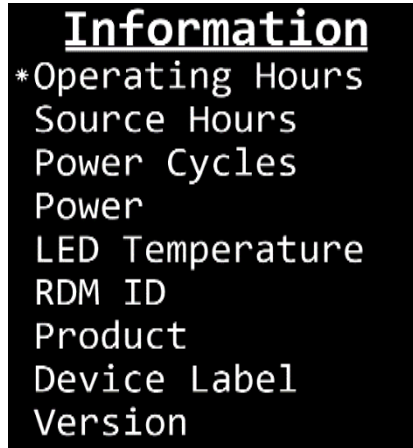 Information
*Operating Hours
Source Hours
Power Cycles
Power
LED Temperature
RDM ID
Product
Device Label
Version